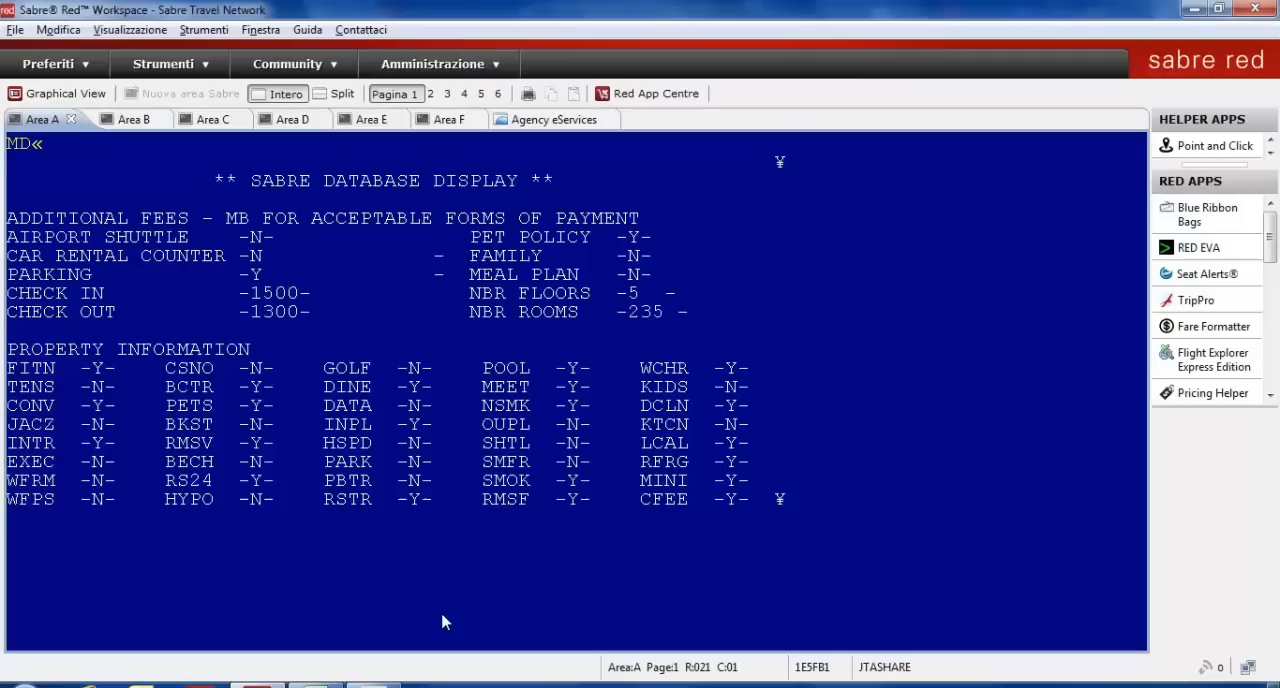 red Sabre® Red™ Workspace - Sabre Travel Network
File Modifica Visualizzazione Strumenti Finestra Guida Contattaci
Preferiti Strumenti Community Amministrazione sabre red
Graphical View Nuova area Sabre Intero Split Pagina 1 2 3 4 5 6 Red App Centre
Area A Area B Area C Area D Area E Area F Agency eServices
MD«
¥
** SABRE DATABASE DISPLAY **
ADDITIONAL FEES - MB FOR ACCEPTABLE FORMS OF PAYMENT
AIRPORT SHUTTLE -N- PET POLICY -Y-
CAR RENTAL COUNTER -N - FAMILY -N-
PARKING -Y - MEAL PLAN -N-
CHECK IN -1500- NBR FLOORS -5 -
CHECK OUT -1300- NBR ROOMS -235 -
PROPERTY INFORMATION
FITN -Y- CSNO -N- GOLF -N- POOL -Y- WCHR -Y-
TENS -N- BCTR -Y- DINE -Y- MEET -Y- KIDS -N-
CONV -Y- PETS -Y- DATA -N- NSMK -Y- DCLN -Y-
JACZ -N- BKST -N- INPL -Y- OUPL -N- KTCN -N-
INTR -Y- RMSV -Y- HSPD -N- SHTL -N- LCAL -Y-
EXEC -N- BECH -N- PARK -N- SMFR -N- RFRG -Y-
WFRM -N- RS24 -Y- PBTR -N- SMOK -Y- MINI -Y-
WFPS -N- HYPO -N- RSTR -Y- RMSF -Y- CFEE -Y- ¥
HELPER APPS
Point and Click
RED APPS
Blue Ribbon
Bags
RED EVA
Seat Alerts®
TripPro
Fare Formatter
Flight Explorer
Express Edition
Pricing Helper
Area:A Page:1 R:021 C:01 1E5FB1 JTASHARE 0